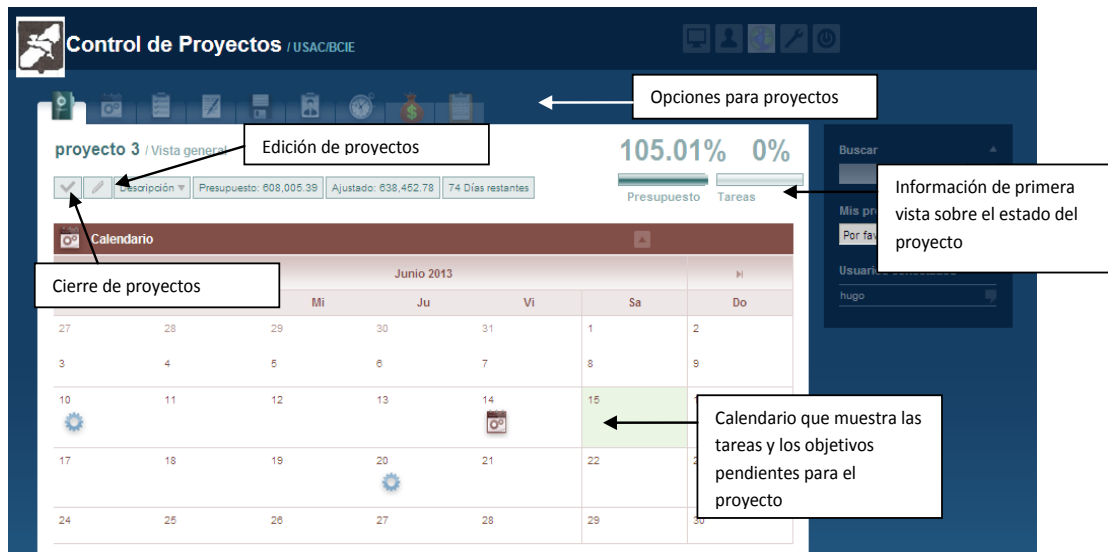 Control de Proyectos / USAC/BCIE
Opciones para proyectos
proyecto 3 / Vista general
Edición de proyectos
105.01% 0%
Presupuesto Tareas
Descripción Presupuesto: 608,005.39 Ajustado: 638,452.78 74 Días restantes
Buscar
Información de primera
vista sobre el estado del
proyecto
Mis
Por
Calendario
Cierre de proyectos
Usuarios conectados
hugo
Junio 2013
Mi Ju Vi Sa Do
27 28 29 30 31 1 2
3 4 5 6 7 8 9
10 11 12 13 14 15
Calendario que muestra las
tareas y los objetivos
pendientes para el
proyecto
17 18 19 20 21 22
24 25 26 27 28 29 30